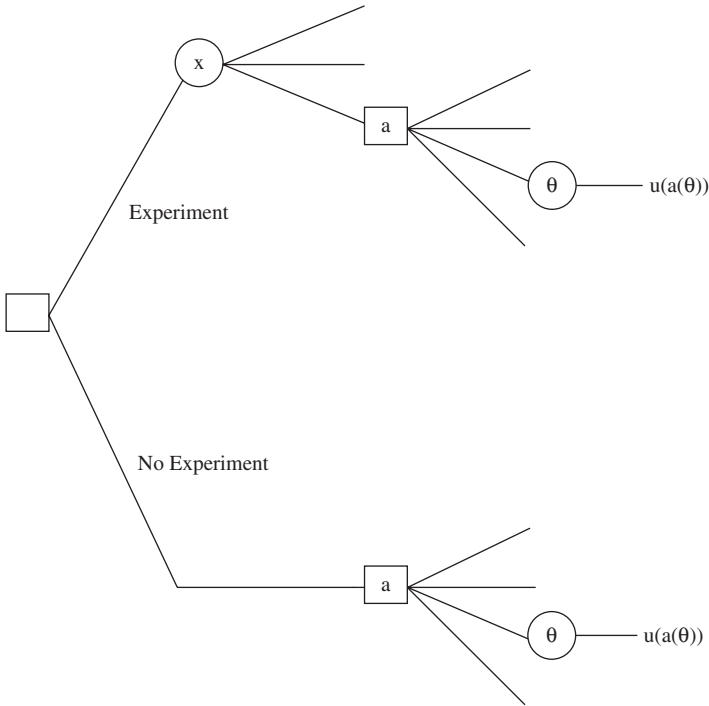 x
a
θ
u(a(θ))
Experiment
No Experiment
a
θ
u(a(θ))